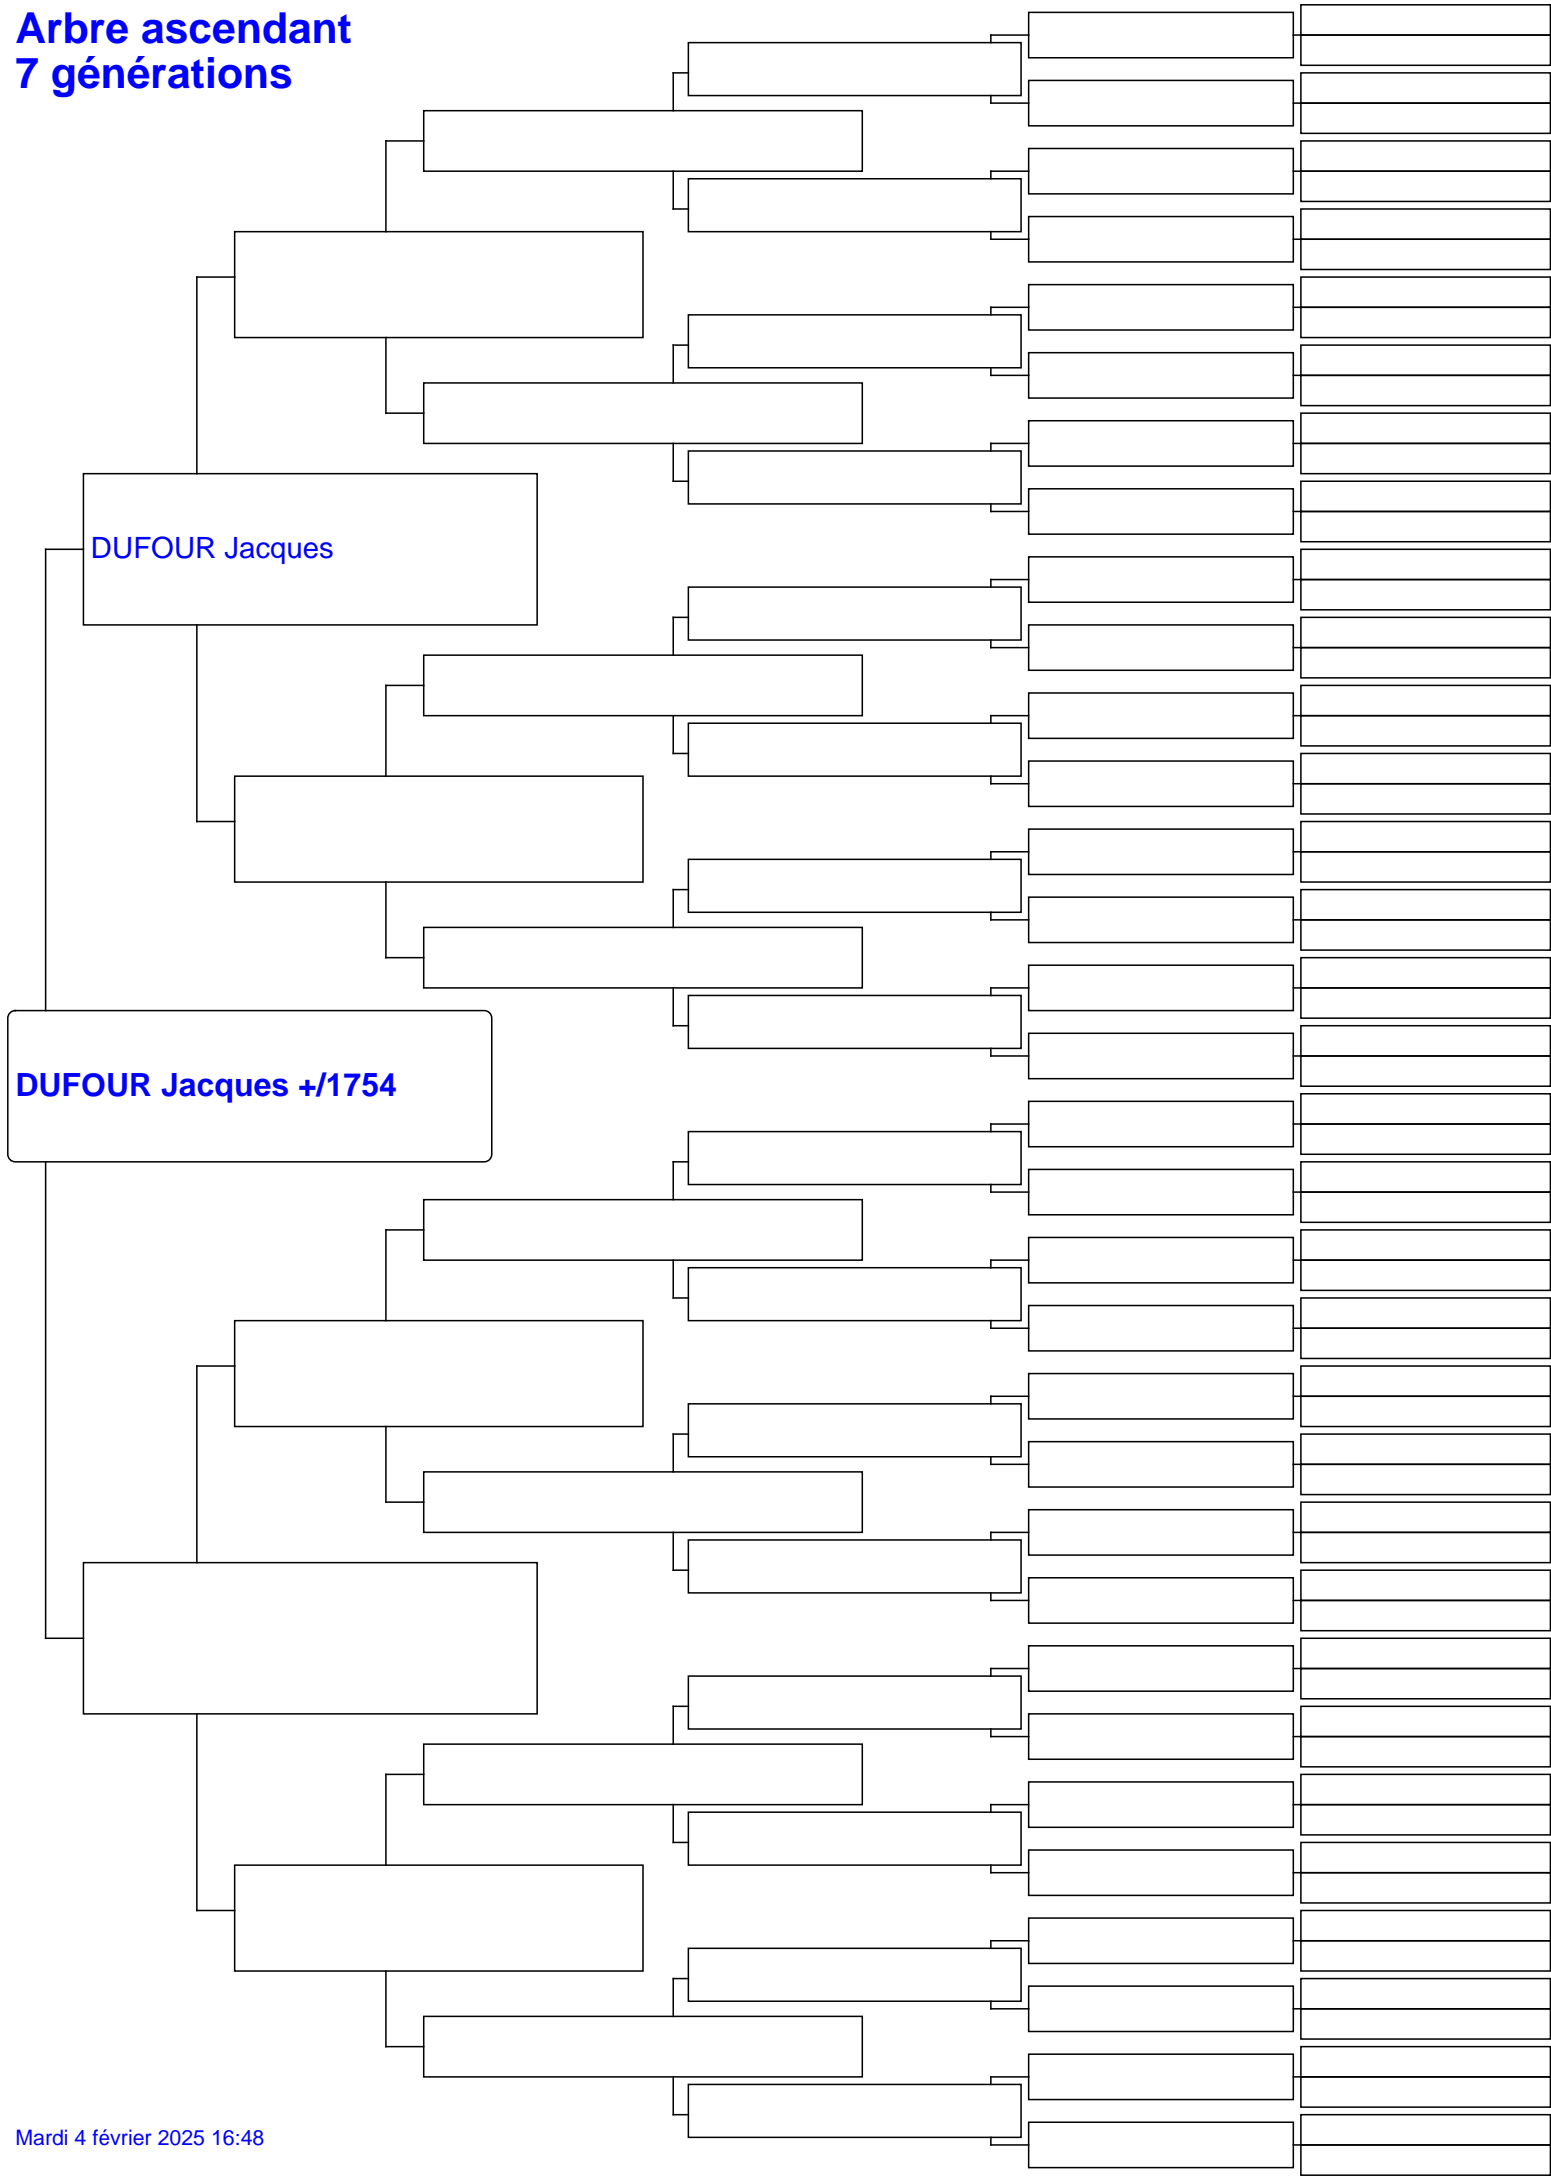 Arbre ascendant
7 générations
DUFOUR Jacques
DUFOUR Jacques +/1754
Mardi 4 février 2025 16:48